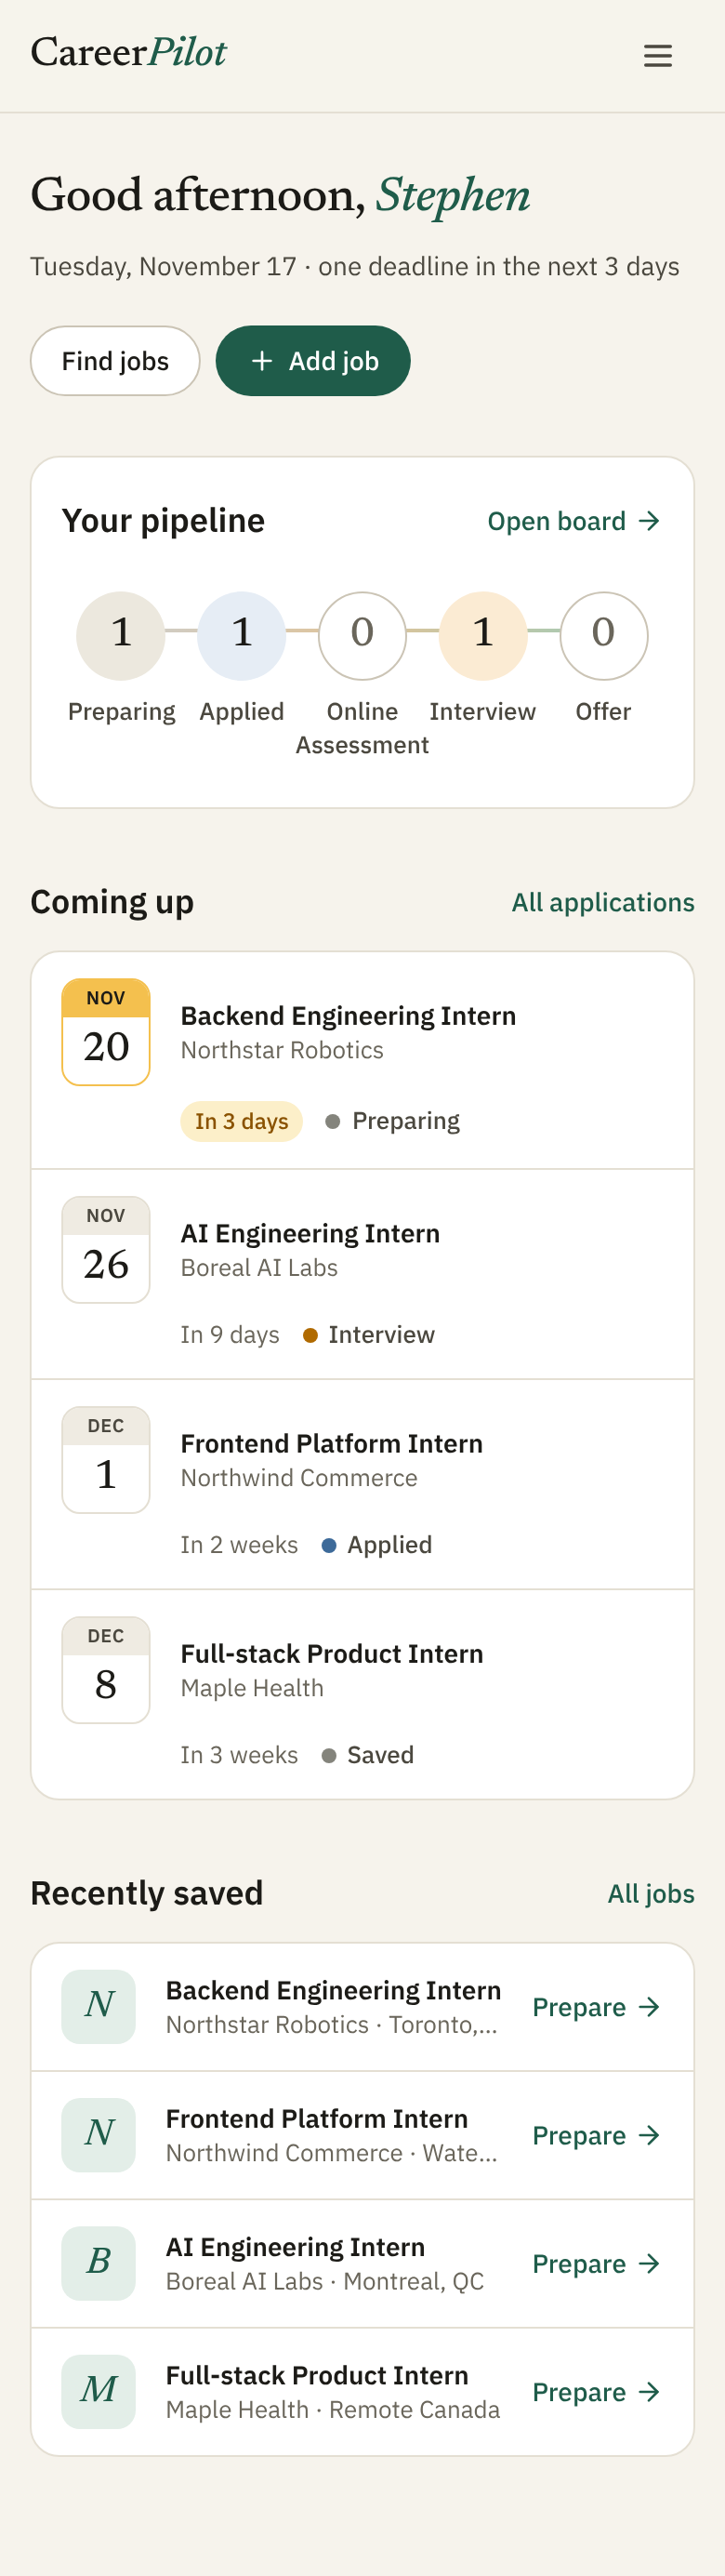 CareerPilot
Good afternoon, Stephen
Tuesday, November 17 · one deadline in the next 3 days
Find jobs
+ Add job
Your pipeline
Open board →
1 1 0 1 0
Preparing Applied Online Assessment Interview Offer
Coming up
All applications
NOV
20
Backend Engineering Intern
Northstar Robotics
In 3 days
Preparing
NOV
26
AI Engineering Intern
Boreal AI Labs
In 9 days
Interview
DEC
1
Frontend Platform Intern
Northwind Commerce
In 2 weeks
Applied
DEC
8
Full-stack Product Intern
Maple Health
In 3 weeks
Saved
Recently saved
All jobs
N
Backend Engineering Intern
Northstar Robotics · Toronto,...
Prepare →
N
Frontend Platform Intern
Northwind Commerce · Wate...
Prepare →
B
AI Engineering Intern
Boreal AI Labs · Montreal, QC
Prepare →
M
Full-stack Product Intern
Maple Health · Remote Canada
Prepare →